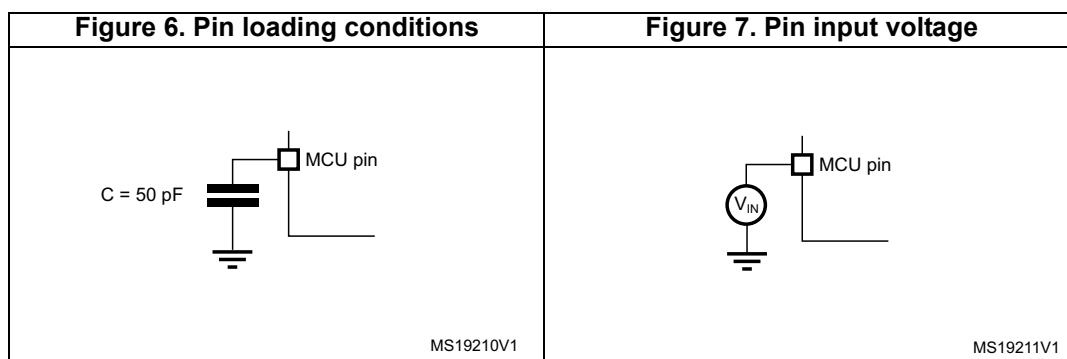 Figure 6. Pin loading conditions
Figure 7. Pin input voltage
MCU pin
C = 50 pF
MS19210V1
MCU pin
VIN
MS19211V1